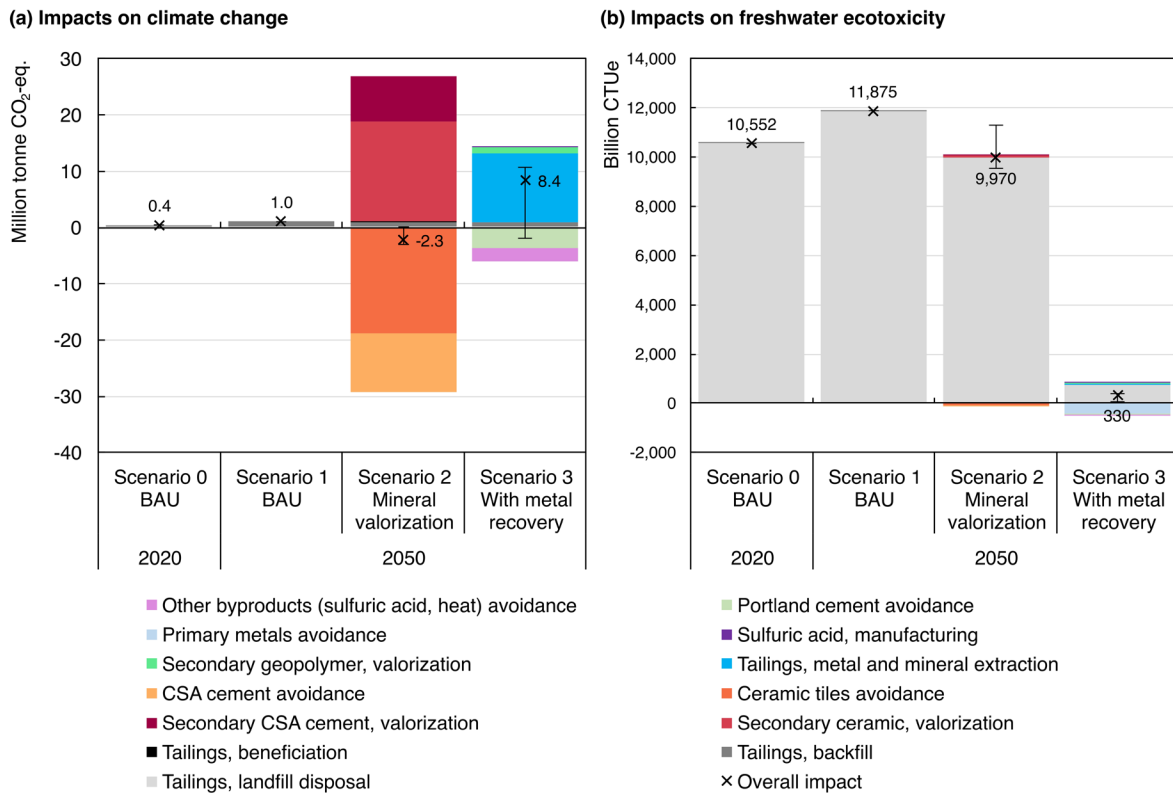 (a) Impacts on climate change
Million tonne CO₂-eq.
30
20
10
0
-10
-20
-30
-40
0.4
1.0
-2.3
8.4
Scenario 0
BAU
Scenario 1
BAU
Scenario 2
Mineral
valorization
Scenario 3
With metal
recovery
2020
2050
(b) Impacts on freshwater ecotoxicity
Billion CTUe
14,000
12,000
10,000
8,000
6,000
4,000
2,000
0
-2,000
10,552
11,875
9,970
330
Scenario 0
BAU
Scenario 1
BAU
Scenario 2
Mineral
valorization
Scenario 3
With metal
recovery
2020
2050
Other byproducts (sulfuric acid, heat) avoidance
Primary metals avoidance
Secondary geopolymer, valorization
CSA cement avoidance
Secondary CSA cement, valorization
Tailings, beneficiation
Tailings, landfill disposal
Portland cement avoidance
Sulfuric acid, manufacturing
Tailings, metal and mineral extraction
Ceramic tiles avoidance
Secondary ceramic, valorization
Tailings, backfill
Overall impact